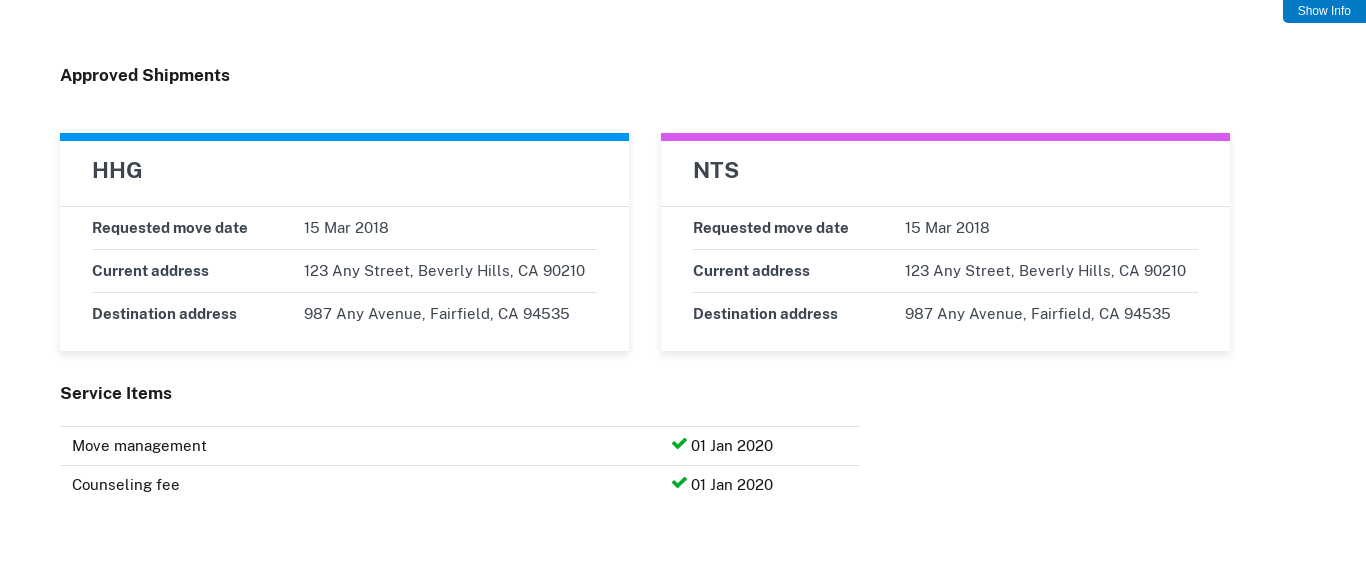 Show Info
Approved Shipments
HHG
Requested move date 15 Mar 2018
Current address 123 Any Street, Beverly Hills, CA 90210
Destination address 987 Any Avenue, Fairfield, CA 94535
NTS
Requested move date 15 Mar 2018
Current address 123 Any Street, Beverly Hills, CA 90210
Destination address 987 Any Avenue, Fairfield, CA 94535
Service Items
Move management 01 Jan 2020
Counseling fee 01 Jan 2020